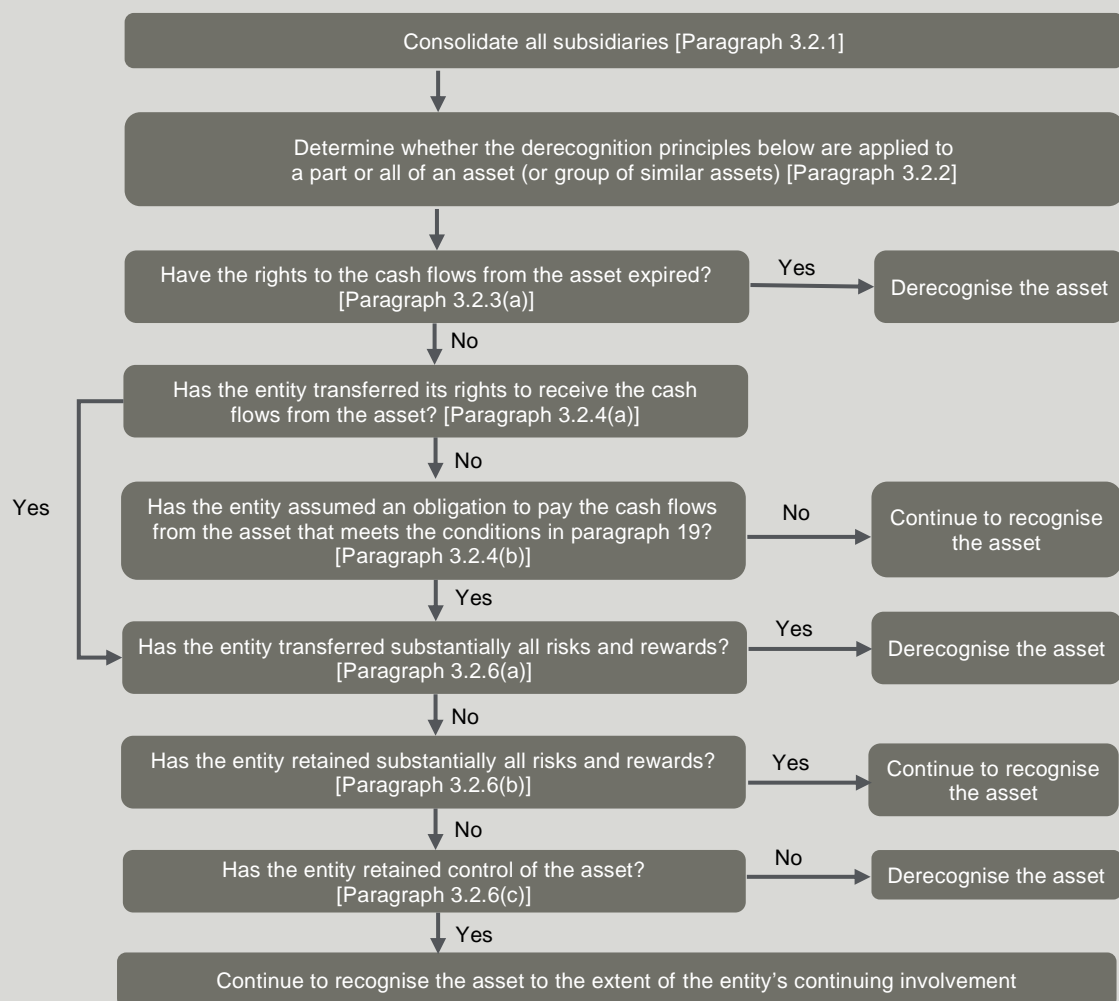 Consolidate all subsidiaries [Paragraph 3.2.1]
Determine whether the derecognition principles below are applied to
a part or all of an asset (or group of similar assets) [Paragraph 3.2.2]
Have the rights to the cash flows from the asset expired?
[Paragraph 3.2.3(a)]
Yes
Derecognise the asset
No
Has the entity transferred its rights to receive the cash
flows from the asset? [Paragraph 3.2.4(a)]
No
Yes
Has the entity assumed an obligation to pay the cash flows
from the asset that meets the conditions in paragraph 19?
[Paragraph 3.2.4(b)]
No
Continue to recognise
the asset
Yes
Has the entity transferred substantially all risks and rewards?
[Paragraph 3.2.6(a)]
Yes
Derecognise the asset
No
Has the entity retained substantially all risks and rewards?
[Paragraph 3.2.6(b)]
Yes
Continue to recognise
the asset
No
Has the entity retained control of the asset?
[Paragraph 3.2.6(c)]
No
Derecognise the asset
Yes
Continue to recognise the asset to the extent of the entity's continuing involvement